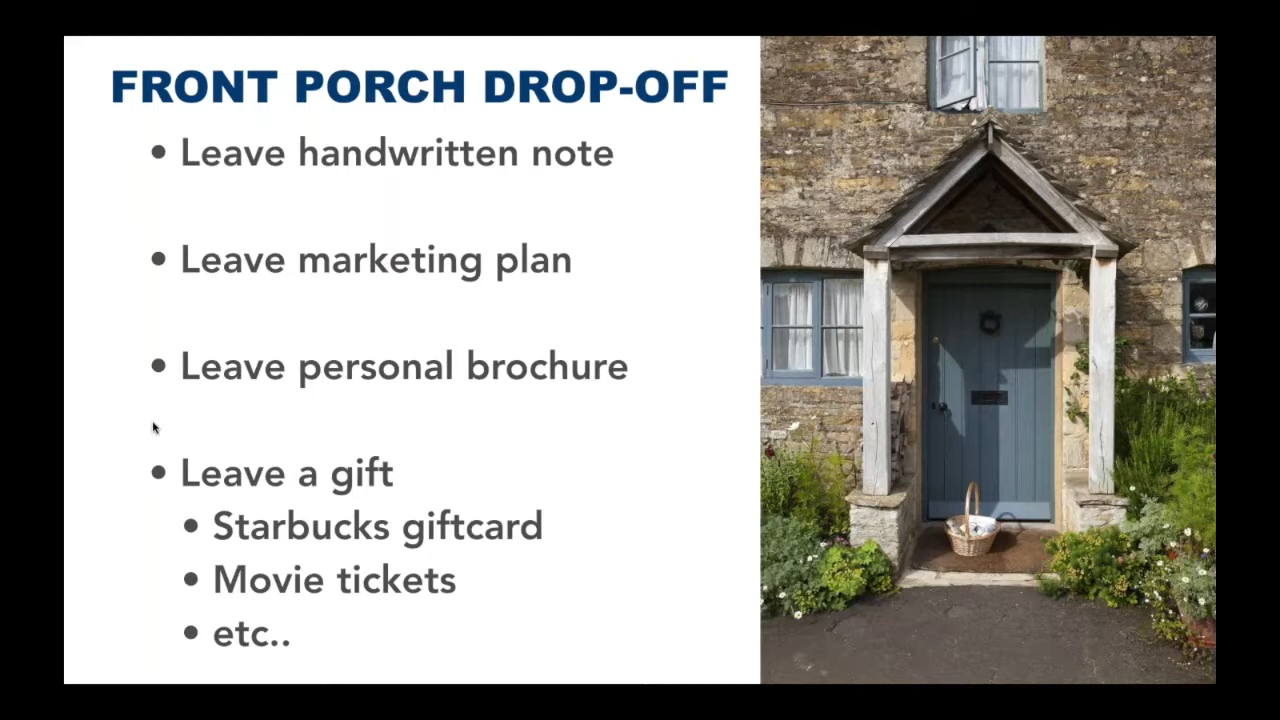 FRONT PORCH DROP-OFF
• Leave handwritten note
• Leave marketing plan
• Leave personal brochure
• Leave a gift
• Starbucks giftcard
• Movie tickets
• etc..